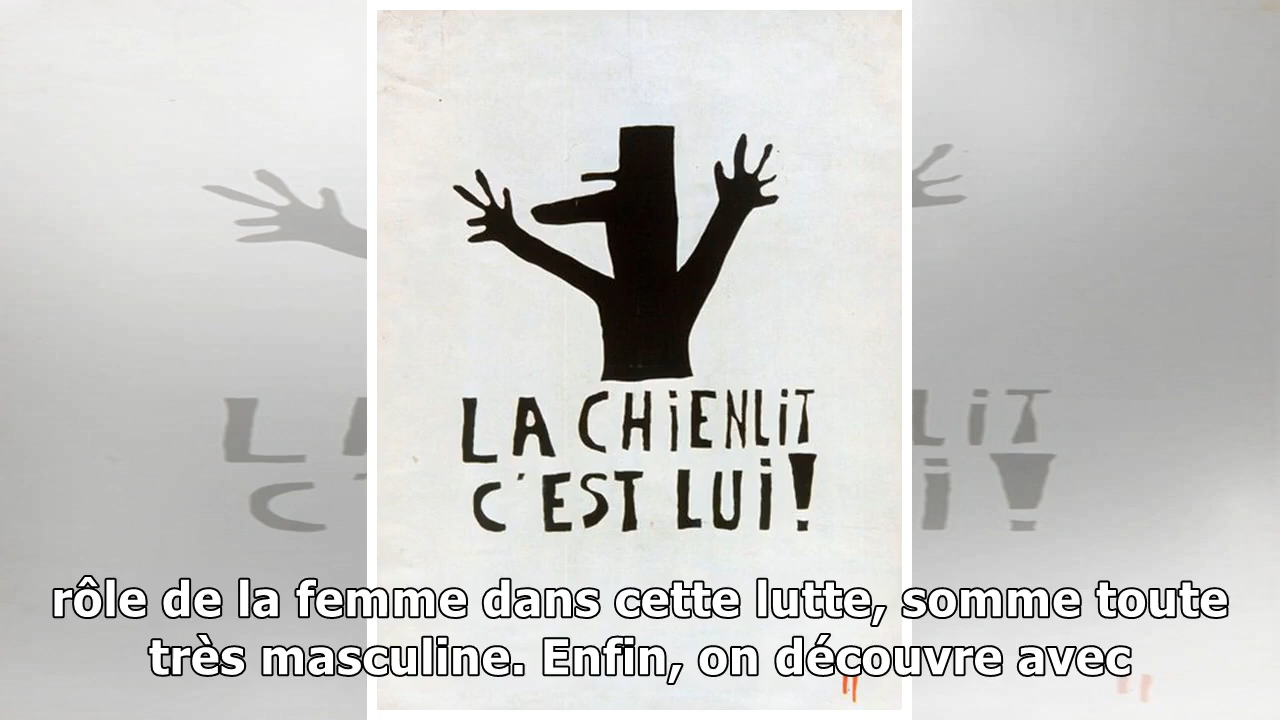 LA CHiENLiT
C'EST LUi!
rôle de la femme dans cette lutte, somme toute
très masculine. Enfin, on découvre avec